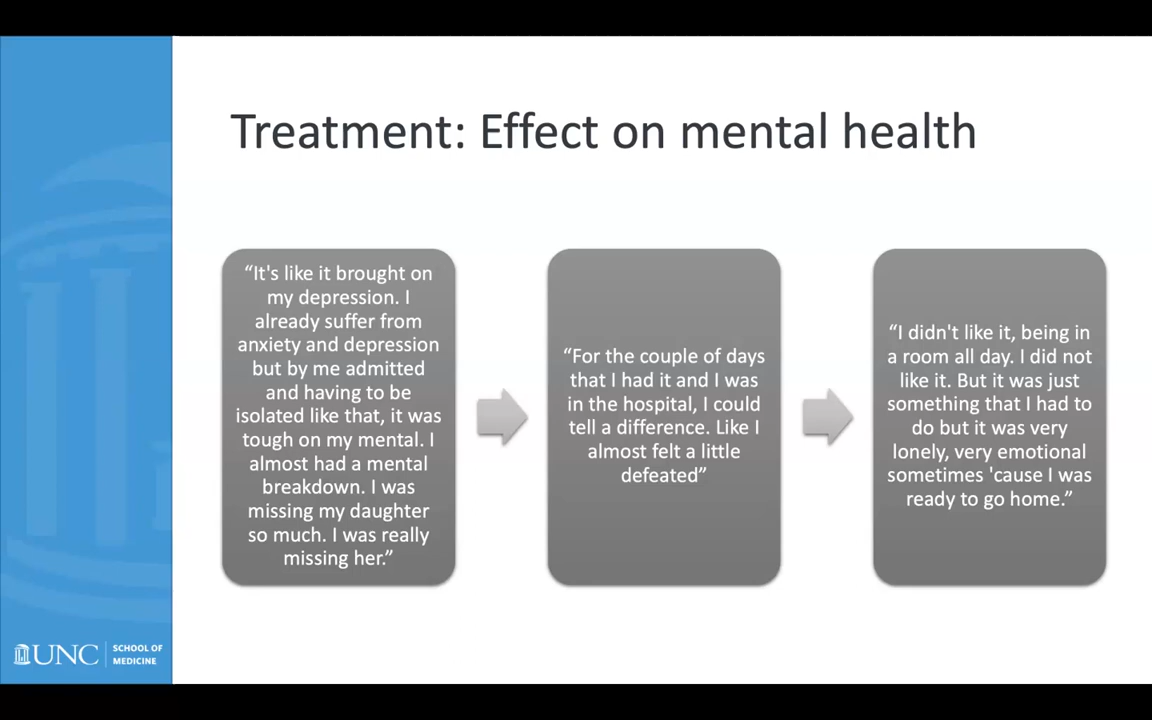 Treatment: Effect on mental health
“It's like it brought on
my depression. I
already suffer from
anxiety and depression
but by me admitted
and having to be
isolated like that, it was
tough on my mental. I
almost had a mental
breakdown. I was
missing my daughter
so much. I was really
missing her.”
“For the couple of days
that I had it and I was
in the hospital, I could
tell a difference. Like I
almost felt a little
defeated”
“I didn't like it, being in
a room all day. I did not
like it. But it was just
something that I had to
do but it was very
lonely, very emotional
sometimes 'cause I was
ready to go home.”
UNC
SCHOOL OF
MEDICINE